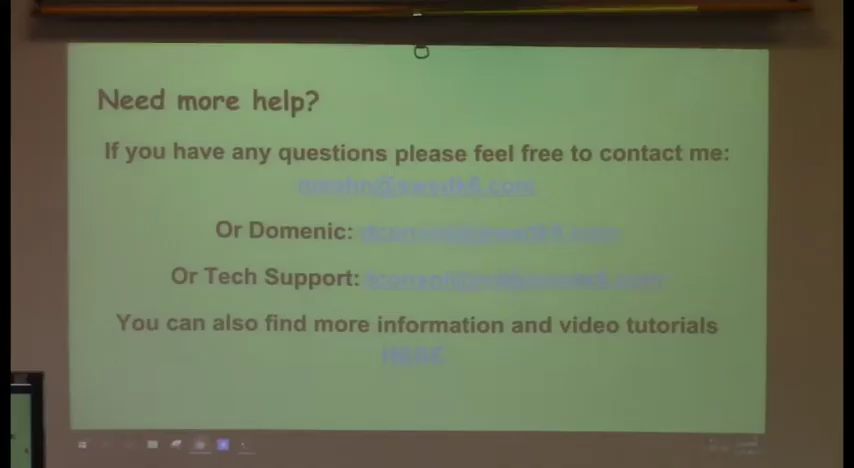 Need more help?
If you have any questions please feel free to contact me:
Or Domenic:
Or Tech Support:
You can also find more information and video tutorials
HERE